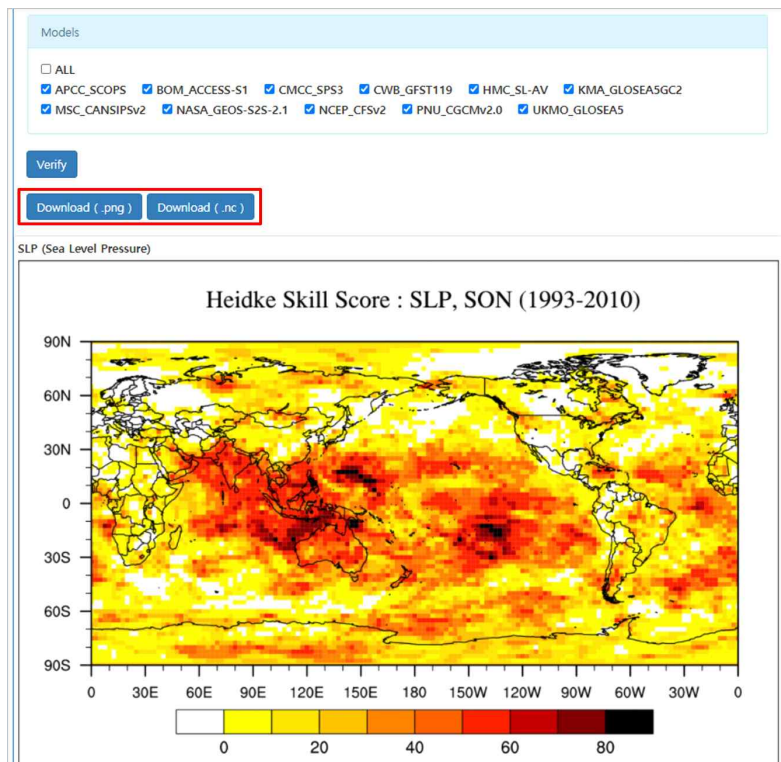 Models
ALL
APCC_SCOPS BOM_ACCESS-S1 CMCC_SPS3 CWB_GFST119 HMC_SL-AV KMA_GLOSEA5GC2
MSC_CANSIPSv2 NASA_GEOS-S2S-2.1 NCEP_CFSv2 PNU_CGCMv2.0 UKMO_GLOSEA5
Verify
Download ( .png ) Download ( .nc )
SLP (Sea Level Pressure)
Heidke Skill Score : SLP, SON (1993-2010)
90N
60N
30N
0
30S
60S
90S
0 30E 60E 90E 120E 150E 180 150W 120W 90W 60W 30W 0
0 20 40 60 80